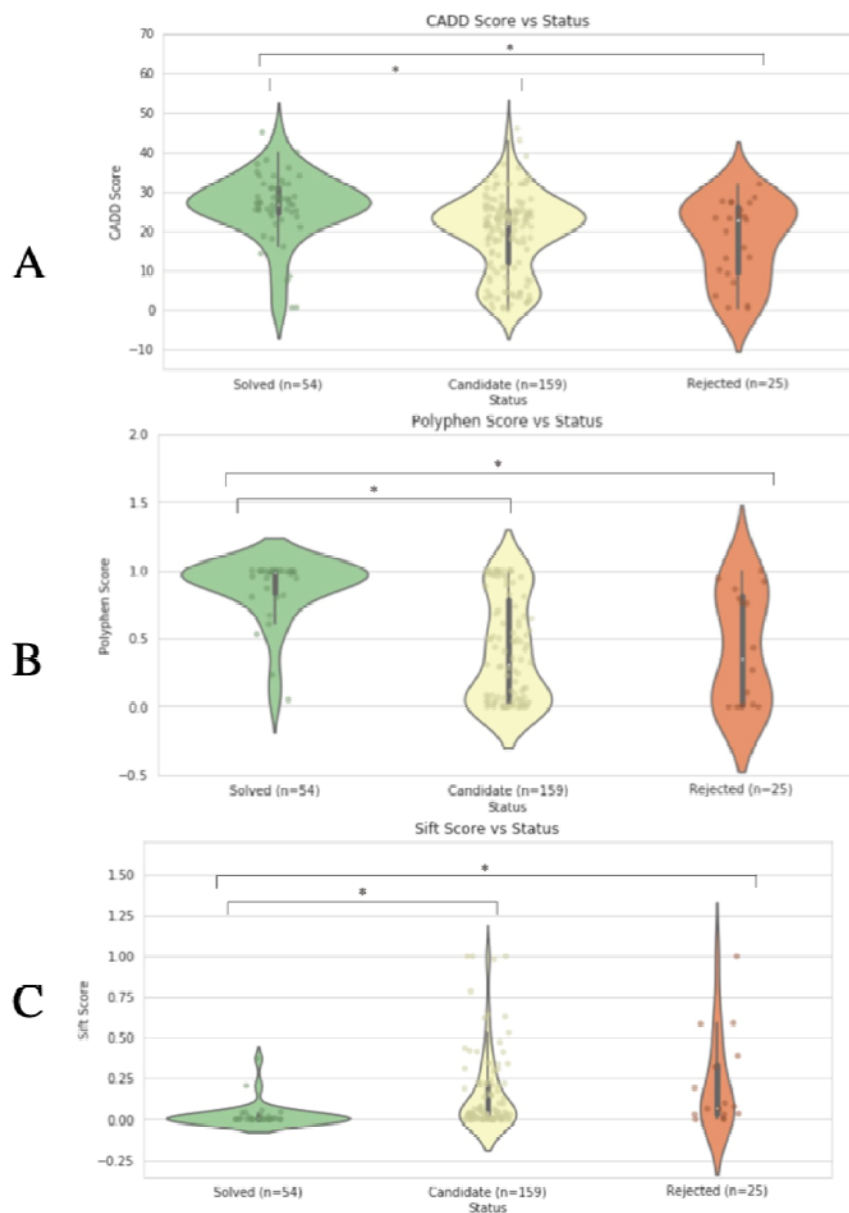 CADD Score vs Status
70
60
50
40
30
20
10
0
−10
CADD Score
*
*
A
Solved (n=54) Candidate (n=159) Rejected (n=25)
Status
Polyphen Score vs Status
2.0
1.5
1.0
0.5
0.0
−0.5
Polyphen Score
*
*
B
Solved (n=54) Candidate (n=159) Rejected (n=25)
Status
Sift Score vs Status
1.50
1.25
1.00
0.75
0.50
0.25
0.00
−0.25
Sift Score
*
*
C
Solved (n=54) Candidate (n=159) Rejected (n=25)
Status